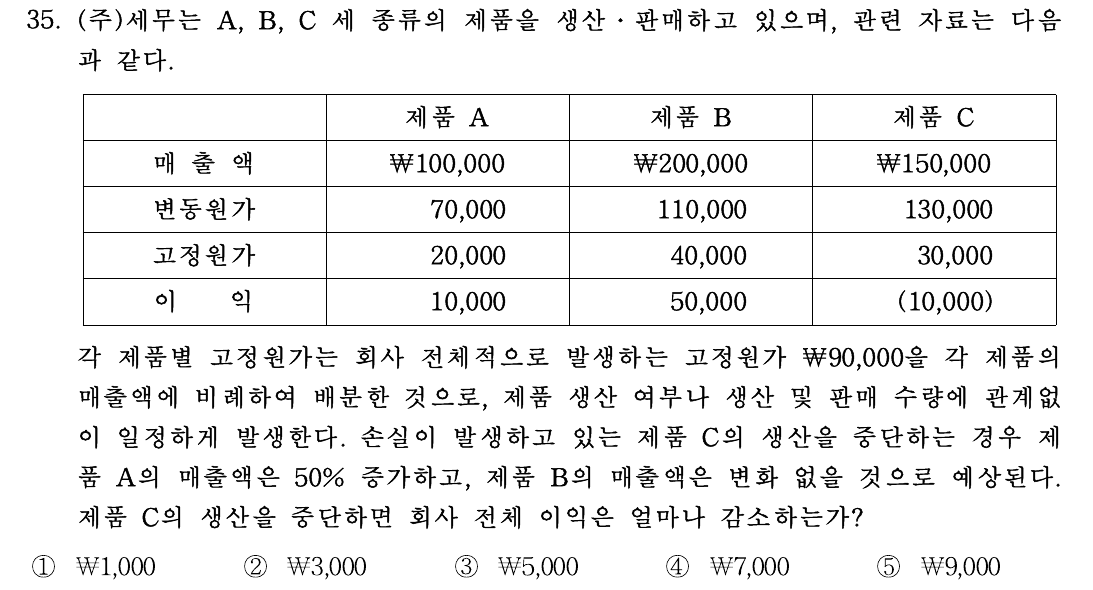 35. (주)세무는 A, B, C 세 종류의 제품을 생산·판매하고 있으며, 관련 자료는 다음
과 같다.
제품 A 제품 B 제품 C
매 출 액 ₩100,000 ₩200,000 ₩150,000
변동원가 70,000 110,000 130,000
고정원가 20,000 40,000 30,000
이 익 10,000 50,000 (10,000)
각 제품별 고정원가는 회사 전체적으로 발생하는 고정원가 ₩90,000을 각 제품의
매출액에 비례하여 배분한 것으로, 제품 생산 여부나 생산 및 판매 수량에 관계없
이 일정하게 발생한다. 손실이 발생하고 있는 제품 C의 생산을 중단하는 경우 제
품 A의 매출액은 50% 증가하고, 제품 B의 매출액은 변화 없을 것으로 예상된다.
제품 C의 생산을 중단하면 회사 전체 이익은 얼마나 감소하는가?
① ₩1,000 ② ₩3,000 ③ ₩5,000 ④ ₩7,000 ⑤ ₩9,000